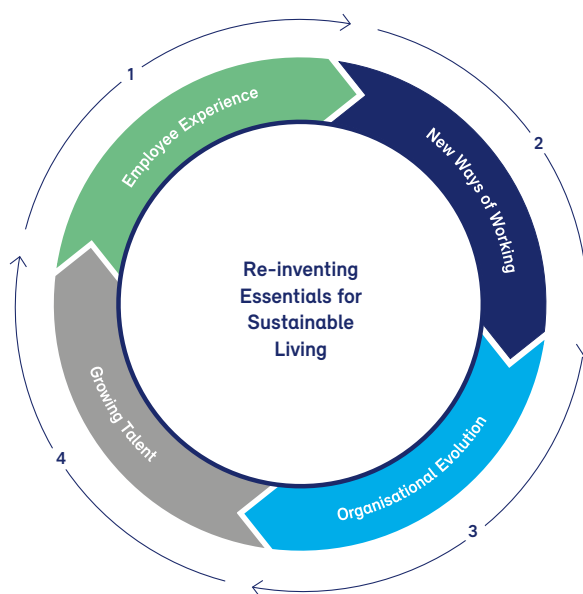 1
Employee Experience
2
New Ways of Working
3
Organisational Evolution
4
Growing Talent
Re-inventing
Essentials for
Sustainable
Living